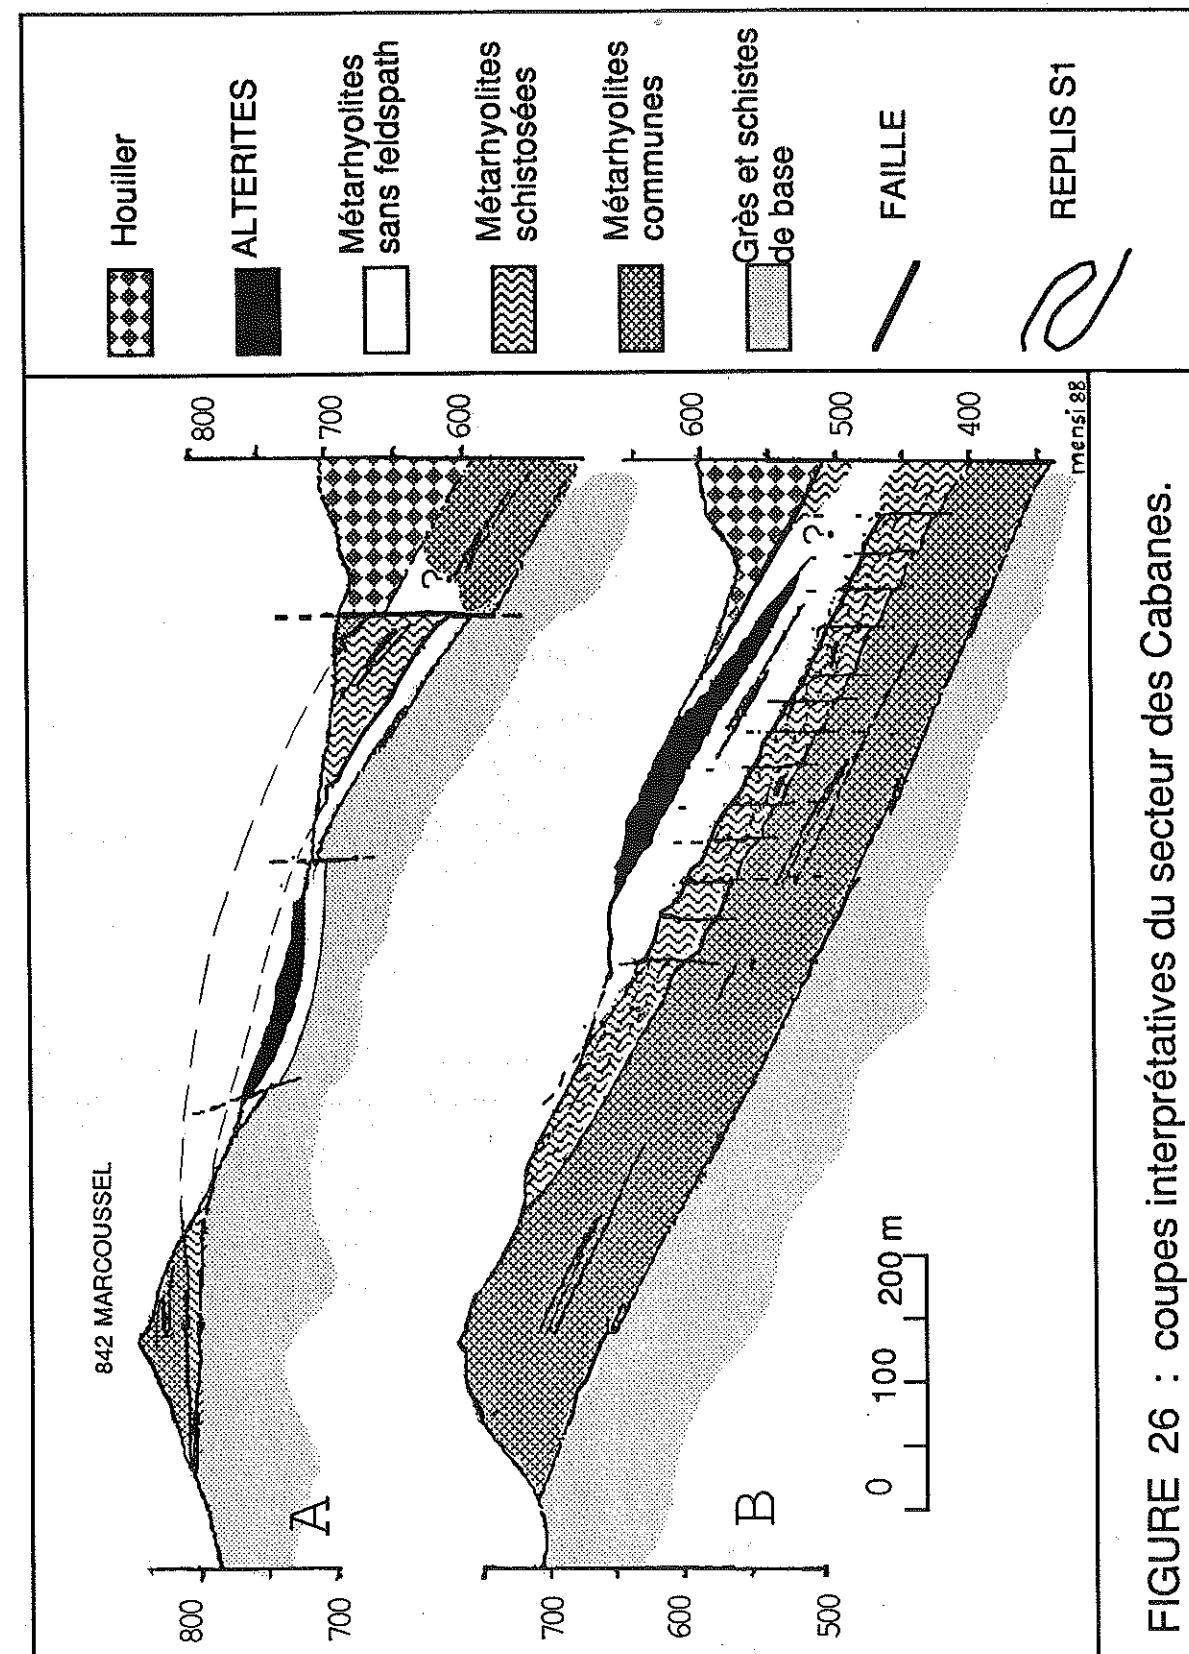 842 MARCOUSSEL
800
700
800
700
600
?
A
700
600
500
600
500
400
?
B
0 100 200 m
mensi 88
Houiller
ALTERITES
Métarhyolites
sans feldspath
Métarhyolites
schistosées
Métarhyolites
communes
Grès et schistes
de base
FAILLE
REPLIS S1
FIGURE 26 : coupes interprétatives du secteur des Cabanes.